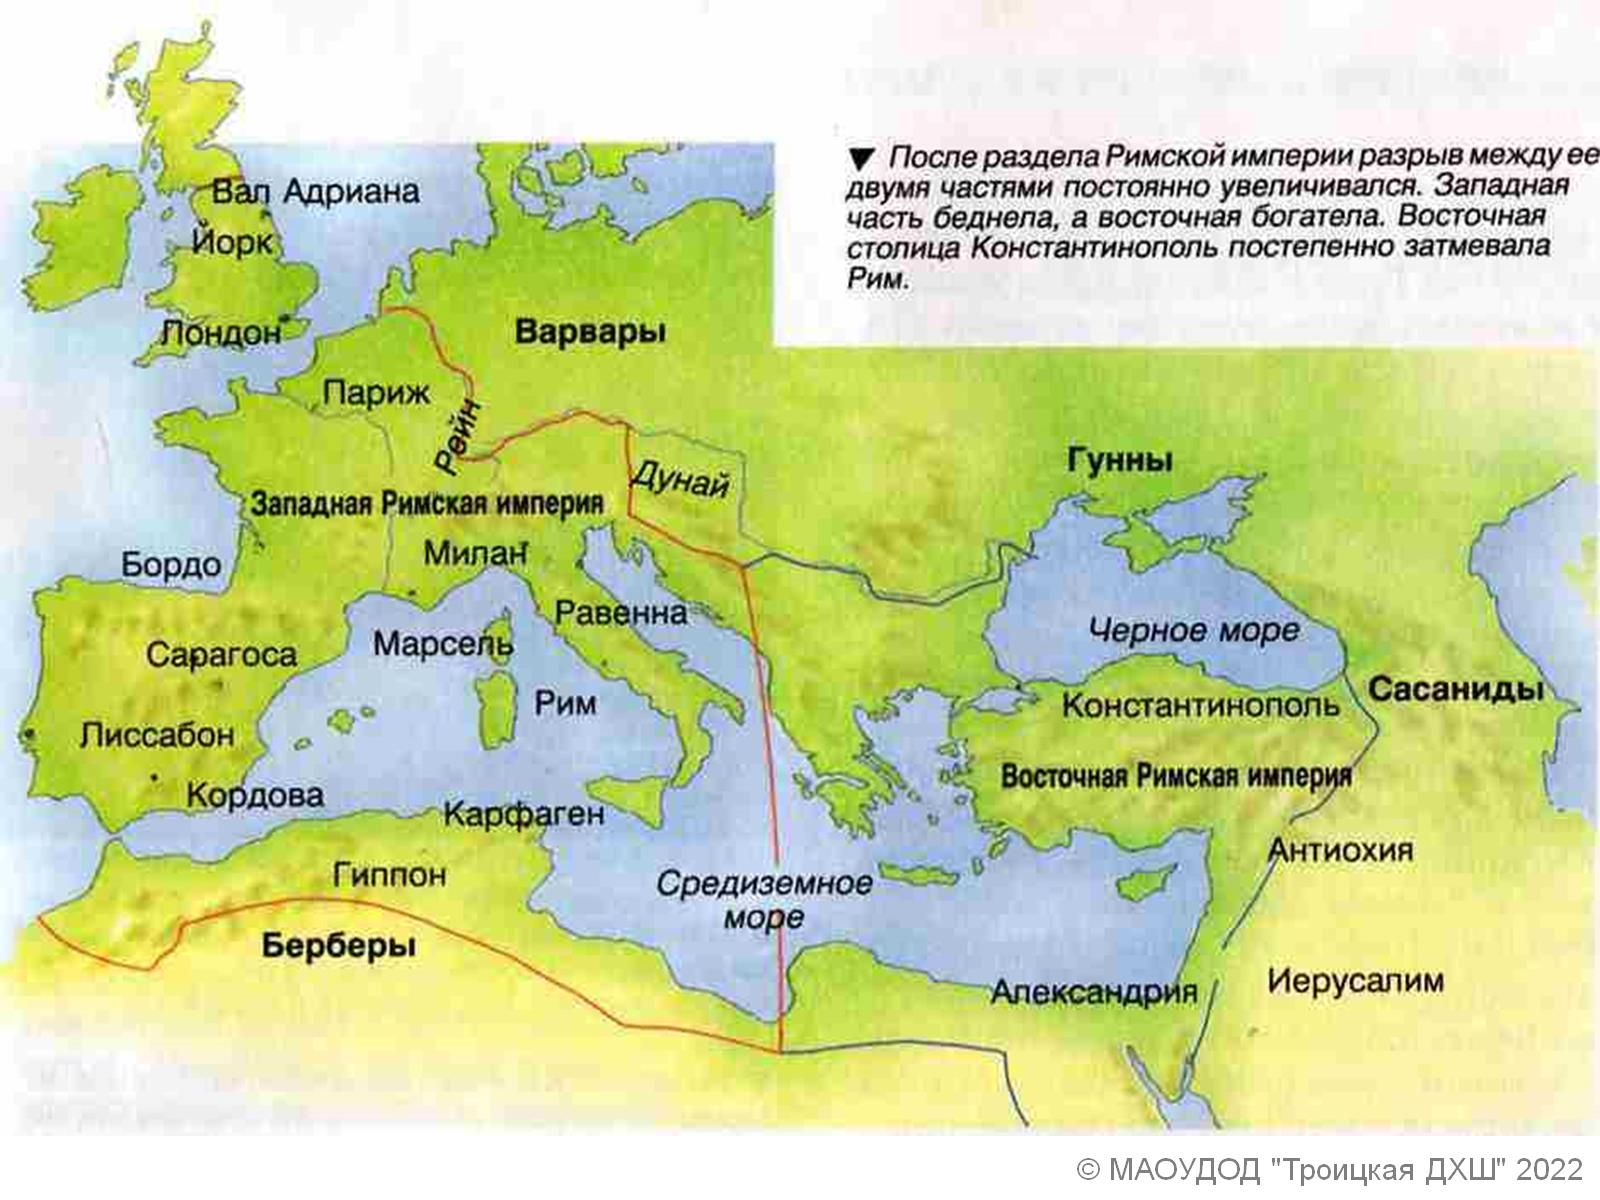 ▼ После раздела Римской империи разрыв между ее
двумя частями постоянно увеличивался. Западная
часть беднела, а восточная богатела. Восточная
столица Константинополь постепенно затмевала
Рим.
Вал Адриана
Йорк
Лондон
Варвары
Париж
Рейн
Гунны
Дунай
Западная Римская империя
Милан
Бордо
Равенна
Черное море
Марсель
Сарагоса
Сасаниды
Рим
Константинополь
Лиссабон
Восточная Римская империя
Кордова
Карфаген
Антиохия
Гиппон
Средиземное
море
Берберы
Иерусалим
Александрия
© МАОУДОД "Троицкая ДХШ" 2022